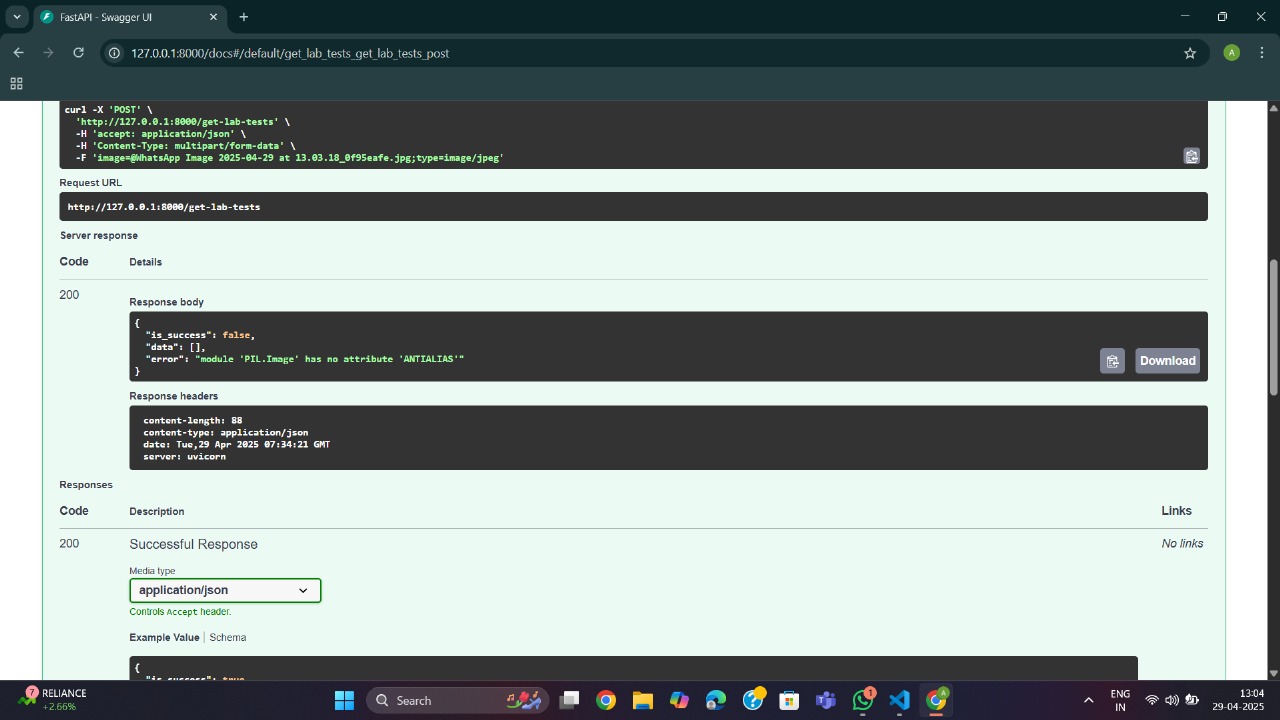 FastAPI - Swagger UI
127.0.0.1:8000/docs#/default/get_lab_tests_get_lab_tests_post
A
curl -X 'POST' \
'http://127.0.0.1:8000/get-lab-tests' \
-H 'accept: application/json' \
-H 'Content-Type: multipart/form-data' \
-F 'image=@WhatsApp Image 2025-04-29 at 13.03.18_0f95eafe.jpg;type=image/jpeg'
Request URL
http://127.0.0.1:8000/get-lab-tests
Server response
Code Details
200
Response body
{
"is_success": false,
"data": [],
"error": "module 'PIL.Image' has no attribute 'ANTIALIAS'"
}
Download
Response headers
content-length: 88
content-type: application/json
date: Tue,29 Apr 2025 07:34:21 GMT
server: uvicorn
Responses
Code Description Links
200 Successful Response No links
Media type
application/json
Controls Accept header.
Example Value | Schema
{
"is_success": true,
7 RELIANCE
+2.66%
Search
1
A
ENG
IN
13:04
29-04-2025